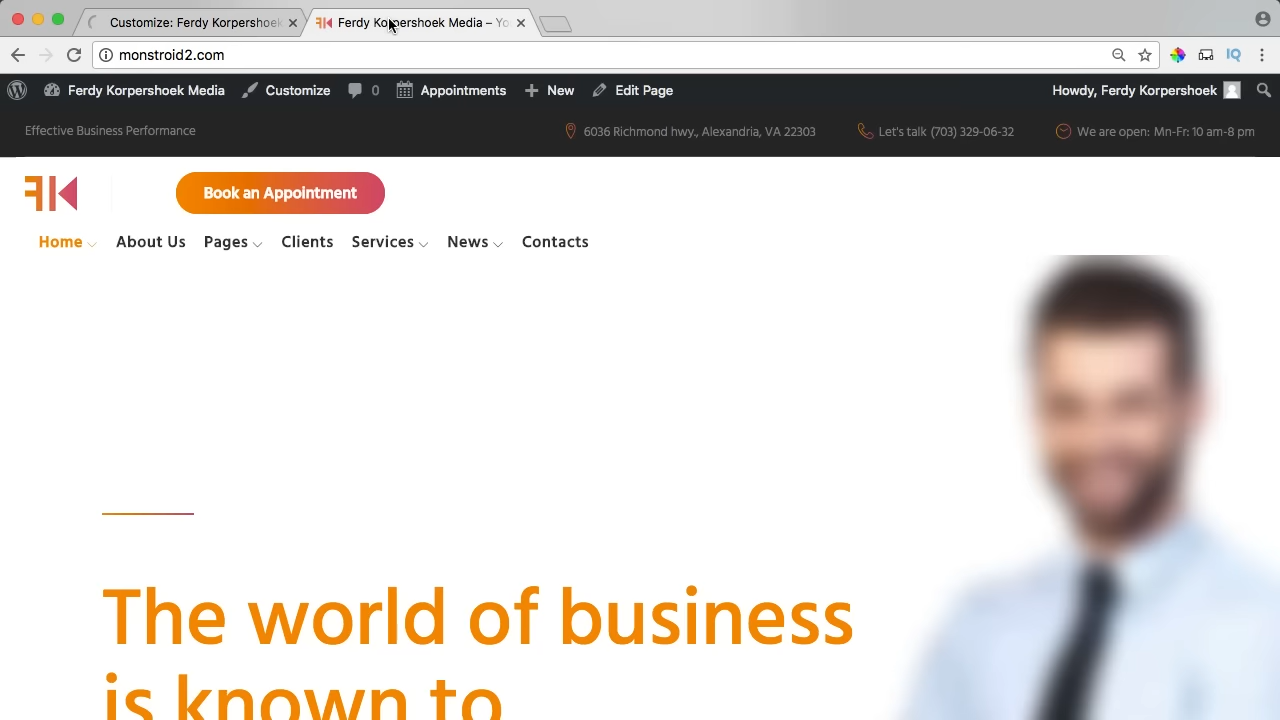 Customize: Ferdy Korpershoek
Ferdy Korpershoek Media – Yo
monstroid2.com
IQ
Ferdy Korpershoek Media Customize 0 Appointments New Edit Page Howdy, Ferdy Korpershoek
Effective Business Performance 6036 Richmond hwy., Alexandria, VA 22303 Let's talk (703) 329-06-32 We are open: Mn-Fr: 10 am-8 pm
Book an Appointment
Home About Us Pages Clients Services News Contacts
The world of business
is known to